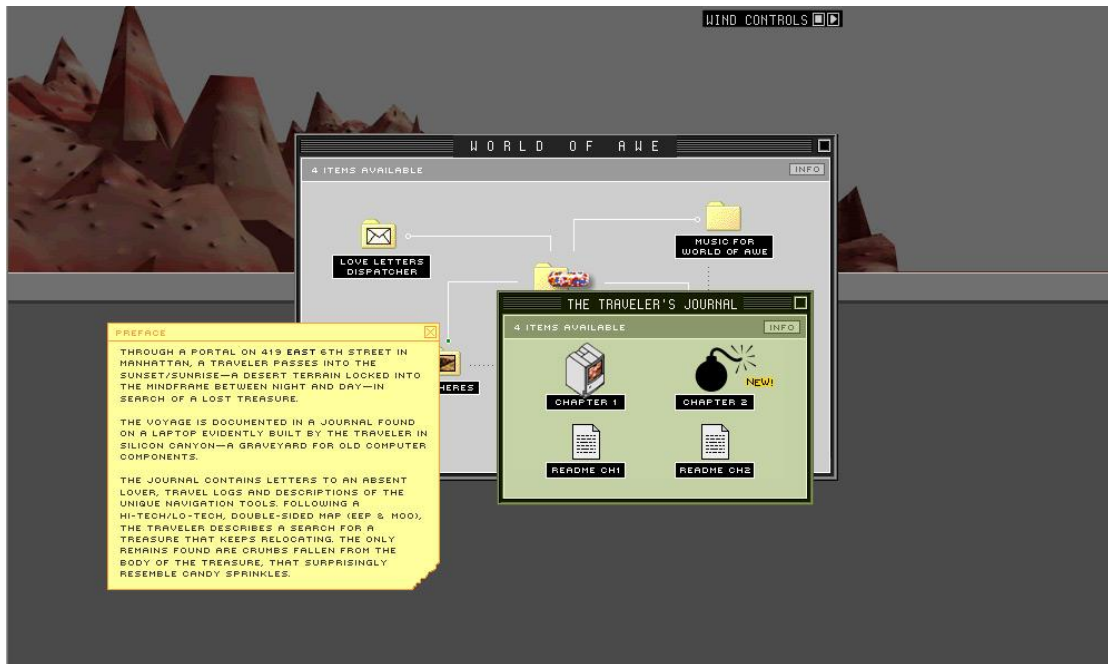 WIND CONTROLS
WORLD OF AWE
4 ITEMS AVAILABLE
INFO
LOVE LETTERS
DISPATCHER
MUSIC FOR
WORLD OF AWE
HERES
THE TRAVELER'S JOURNAL
4 ITEMS AVAILABLE
INFO
CHAPTER 1
CHAPTER 2
NEW!
README CH1
README CH2
PREFACE
THROUGH A PORTAL ON 419 EAST 6TH STREET IN
MANHATTAN, A TRAVELER PASSES INTO THE
SUNSET/SUNRISE—A DESERT TERRAIN LOCKED INTO
THE MINDFRAME BETWEEN NIGHT AND DAY—IN
SEARCH OF A LOST TREASURE.
THE VOYAGE IS DOCUMENTED IN A JOURNAL FOUND
ON A LAPTOP EVIDENTLY BUILT BY THE TRAVELER IN
SILICON CANYON—A GRAVEYARD FOR OLD COMPUTER
COMPONENTS.
THE JOURNAL CONTAINS LETTERS TO AN ABSENT
LOVER, TRAVEL LOGS AND DESCRIPTIONS OF THE
UNIQUE NAVIGATION TOOLS. FOLLOWING A
HI-TECH/LO-TECH, DOUBLE-SIDED MAP (EEP & MOO),
THE TRAVELER DESCRIBES A SEARCH FOR A
TREASURE THAT KEEPS RELOCATING. THE ONLY
REMAINS FOUND ARE CRUMBS FALLEN FROM THE
BODY OF THE TREASURE, THAT SURPRISINGLY
RESEMBLE CANDY SPRINKLES.